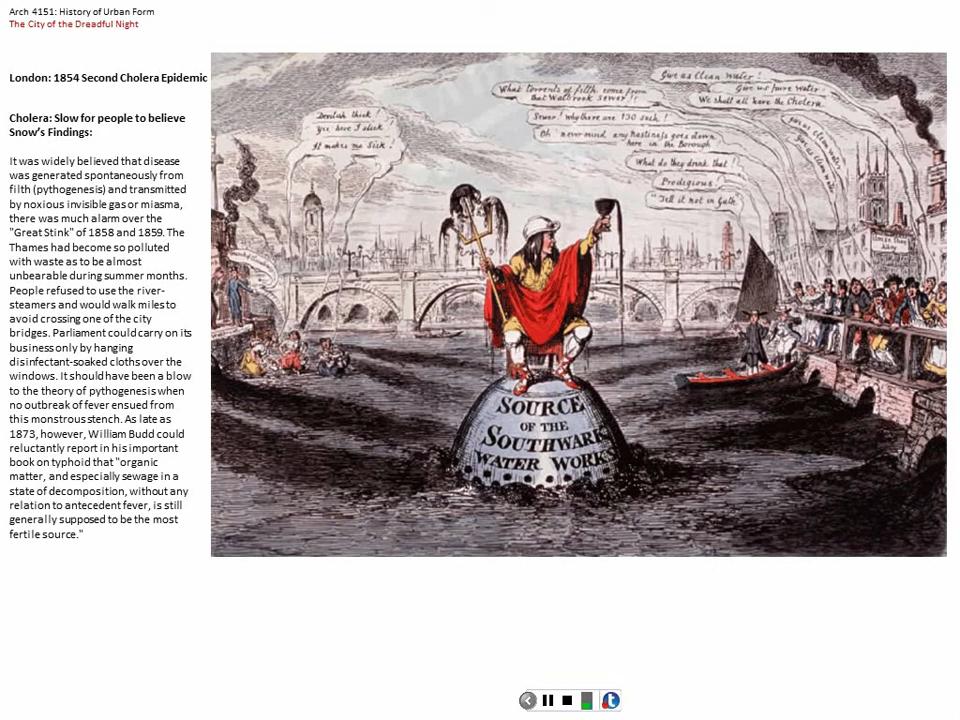 Arch 4151: History of Urban Form
The City of the Dreadful Night
London: 1854 Second Cholera Epidemic
Cholera: Slow for people to believe
Snow's Findings:
It was widely believed that disease
was generated spontaneously from
filth (pythogenesis) and transmitted
by noxious invisible gas or miasma,
there was much alarm over the
"Great Stink" of 1858 and 1859. The
Thames had become so polluted
with waste as to be almost
unbearable during summer months.
People refused to use the river-
steamers and would walk miles to
avoid crossing one of the city
bridges. Parliament could carry on its
business only by hanging
disinfectant-soaked cloths over the
windows. It should have been a blow
to the theory of pythogenesis when
no outbreak of fever ensued from
this monstrous stench. As late as
1873, however, William Budd could
reluctantly report in his important
book on typhoid that "organic
matter, and especially sewage in a
state of decomposition, without any
relation to antecedent fever, is still
generally supposed to be the most
fertile source."
Devilish thick!
You have I slick
It makes me Sick!
What torrents of filth come from
that Walbrook sewer!!
Give us Clean Water!
Give us pure Water
We shall all have the Cholera
Sewer! why there are 130 such!
Oh never mind any nastiness goes down
here in the Borough
What do they drink that!
Prodigious!
"Tell it not in Gath"
Give us Clean Water
give us clean water
SOURCE
OF THE
SOUTHWARK
WATER WORKS